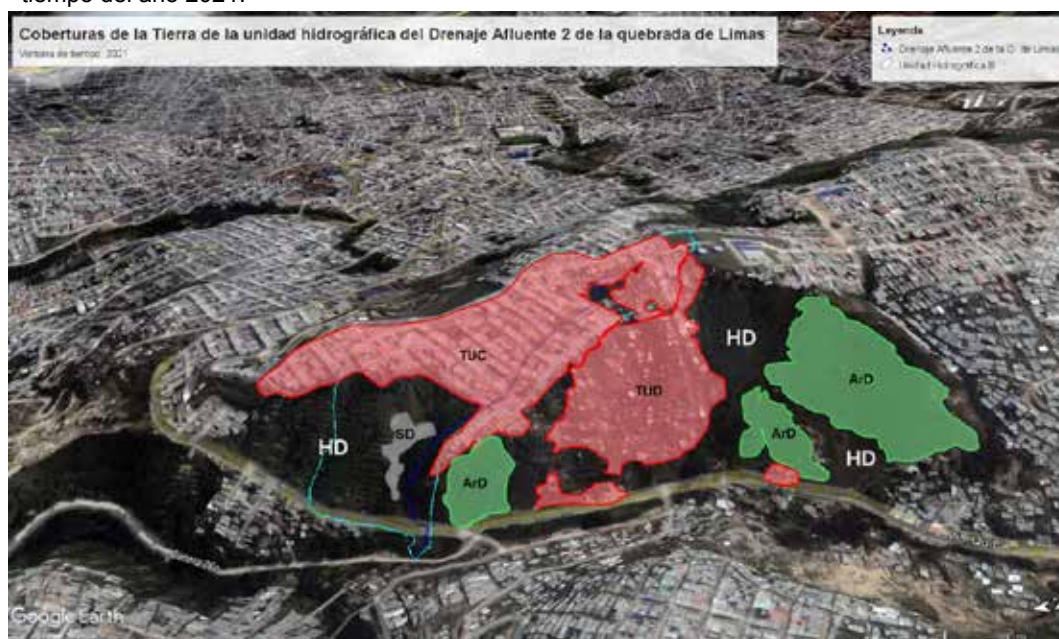 tiempo del año 2021.
Coberturas de la Tierra de la unidad hidrográfica del Drenaje Afluente 2 de la quebrada de Limas
Ventana de tiempo: 2021
Leyenda
Drenaje Afluente 2 de la Q. de Limas
Unidad Hidrográfica
TUC
HD
TUD
ArD
SD
HD
ArD
HD
ArD
Google Earth